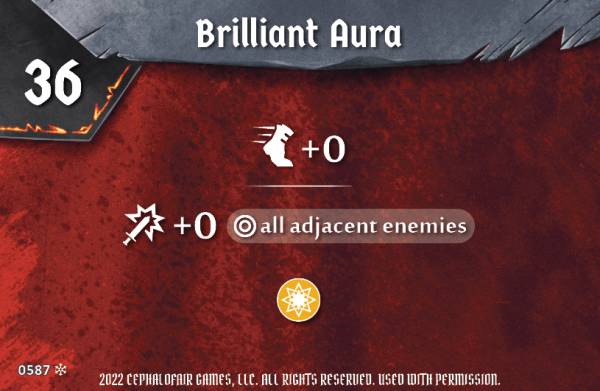 Brilliant Aura
36
+0
+0 all adjacent enemies
0587
2022 CEPHALOFAIR GAMES, LLC. ALL RIGHTS RESERVED. USED WITH PERMISSION.